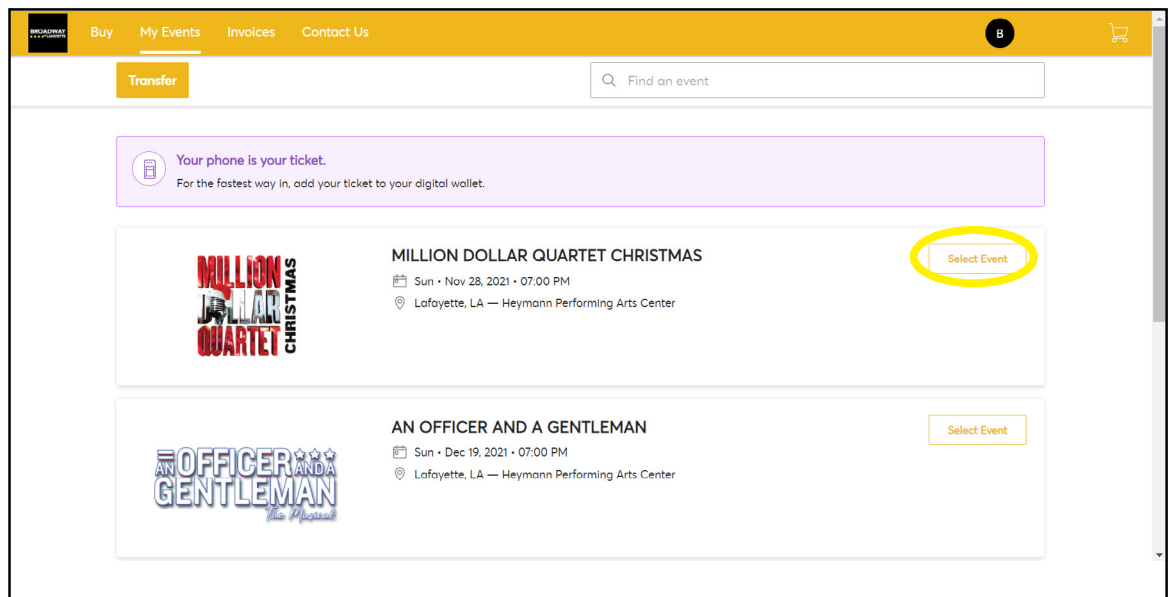 BROADWAY
LAFAYETTE
Buy My Events Invoices Contact Us B
Transfer Find an event
Your phone is your ticket.
For the fastest way in, add your ticket to your digital wallet.
MILLION
DOLLAR
QUARTET
CHRISTMAS
MILLION DOLLAR QUARTET CHRISTMAS
Sun • Nov 28, 2021 • 07:00 PM
Lafayette, LA — Heymann Performing Arts Center
Select Event
AN OFFICER AND A
GENTLEMAN
The Musical
AN OFFICER AND A GENTLEMAN
Sun • Dec 19, 2021 • 07:00 PM
Lafayette, LA — Heymann Performing Arts Center
Select Event